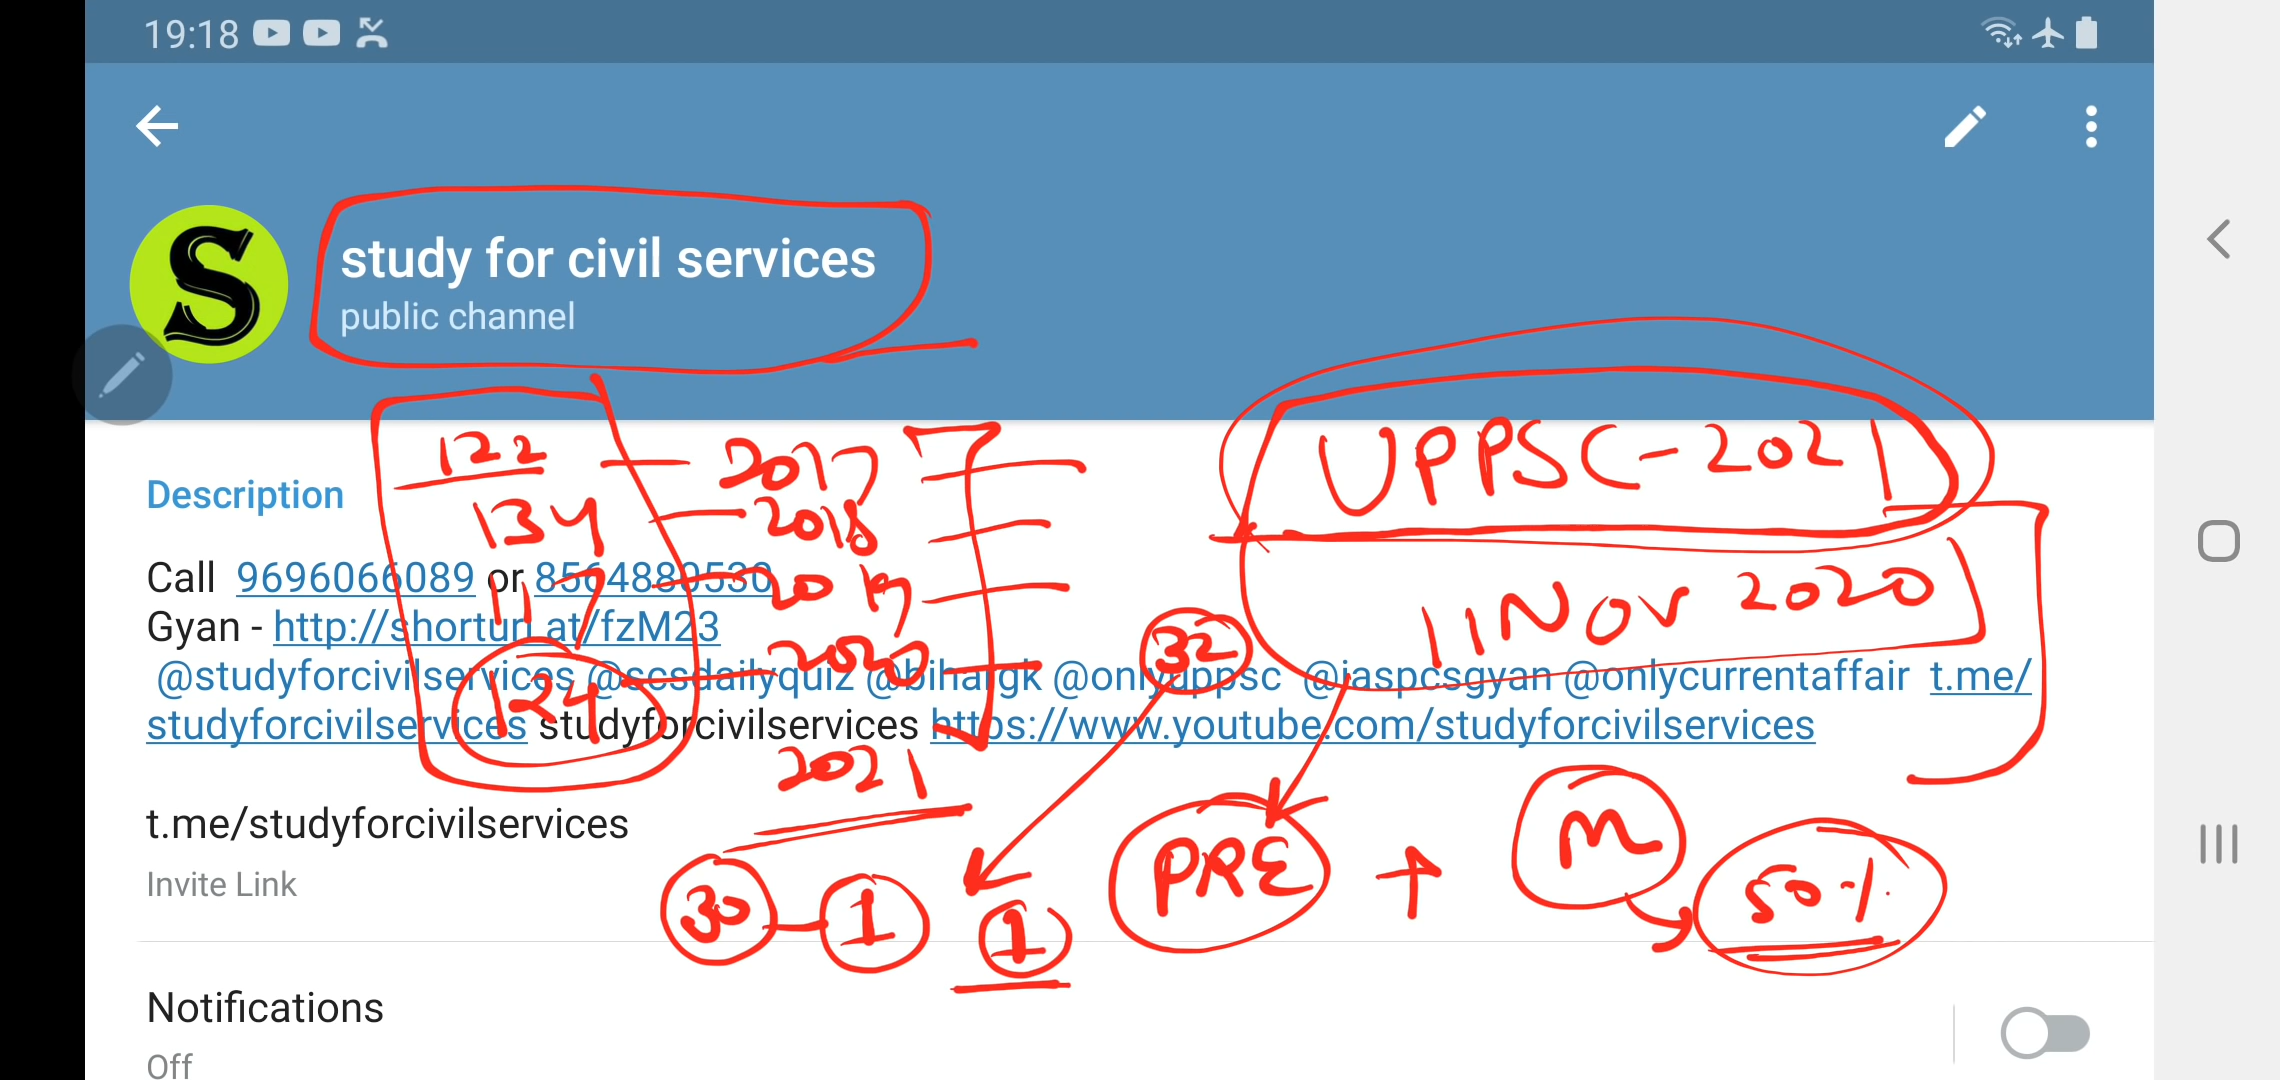 19:18
study for civil services
public channel
122 — 2017
UPPSC-2021
Description
134 — 2018
Call 9696066089 or 8564880530
117 — 2019
11 NOV 2020
Gyan - http://shorturl.at/fzM23
32
124 — 2020
@studyforcivilservices @scsdailyquiz @bihargk @onlyuppsc @iaspcsgyan @onlycurrentaffair t.me/
studyforcivilservices studyforcivilservices https://www.youtube.com/studyforcivilservices
2021
t.me/studyforcivilservices
Invite Link
30 - 1 1 PRE + M 50%
Notifications
Off